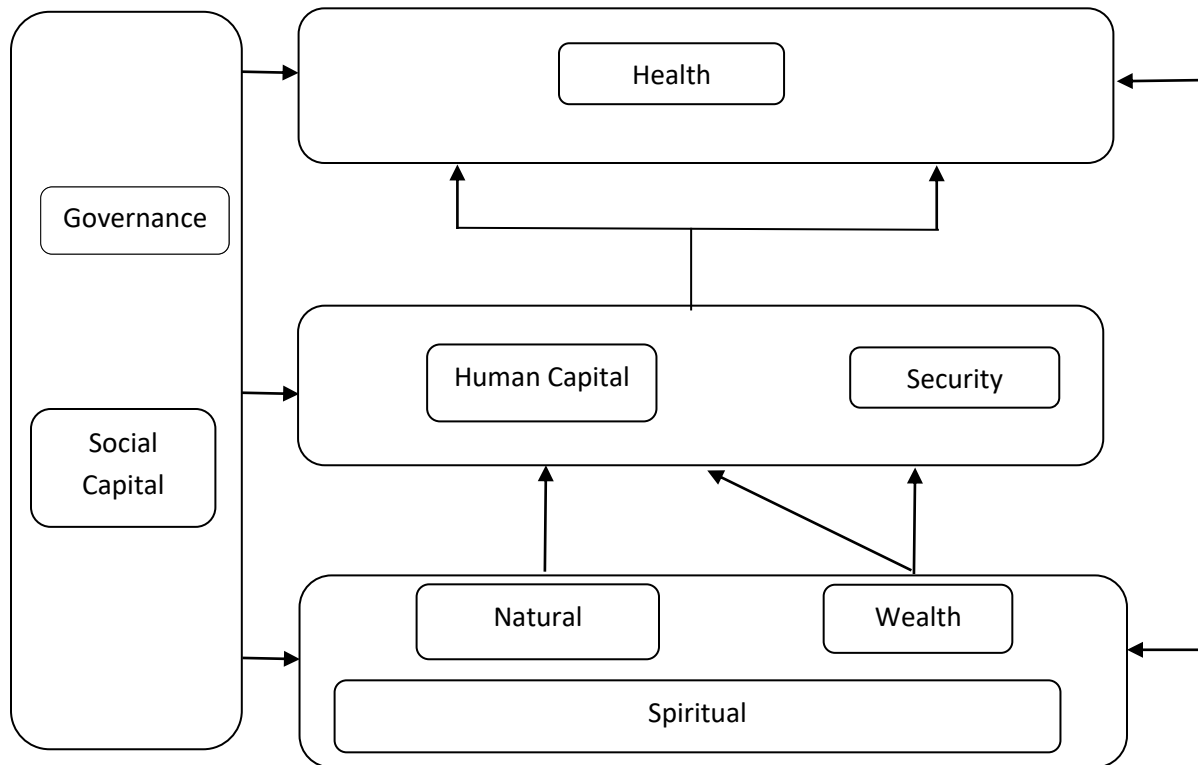 Health
Governance
Human Capital
Security
Social
Capital
Natural
Wealth
Spiritual